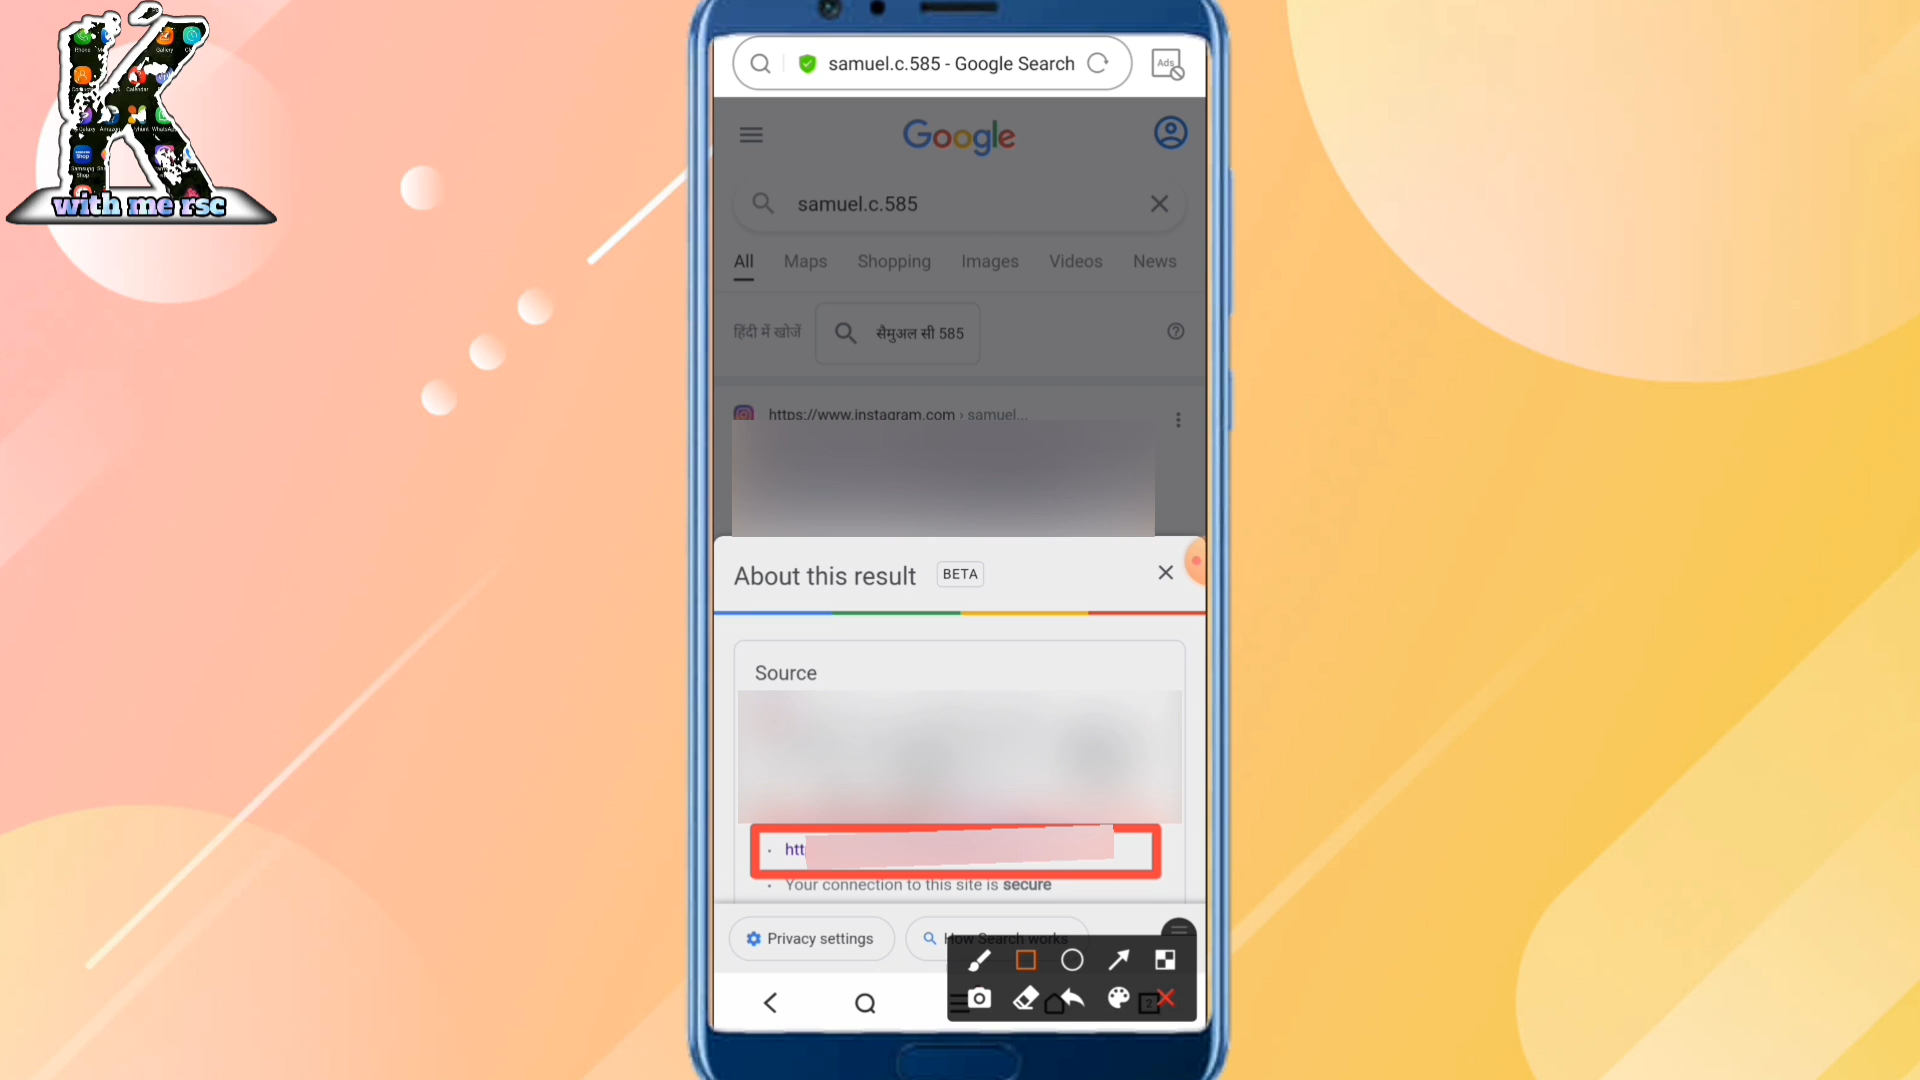 with me rsc
samuel.c.585 - Google Search
Ads
Google
samuel.c.585
All Maps Shopping Images Videos News
हिंदी में खोजें सैमुअल सी 585
https://www.instagram.com › samuel...
About this result BETA
Source
htt
Your connection to this site is secure
Privacy settings How Search works
2